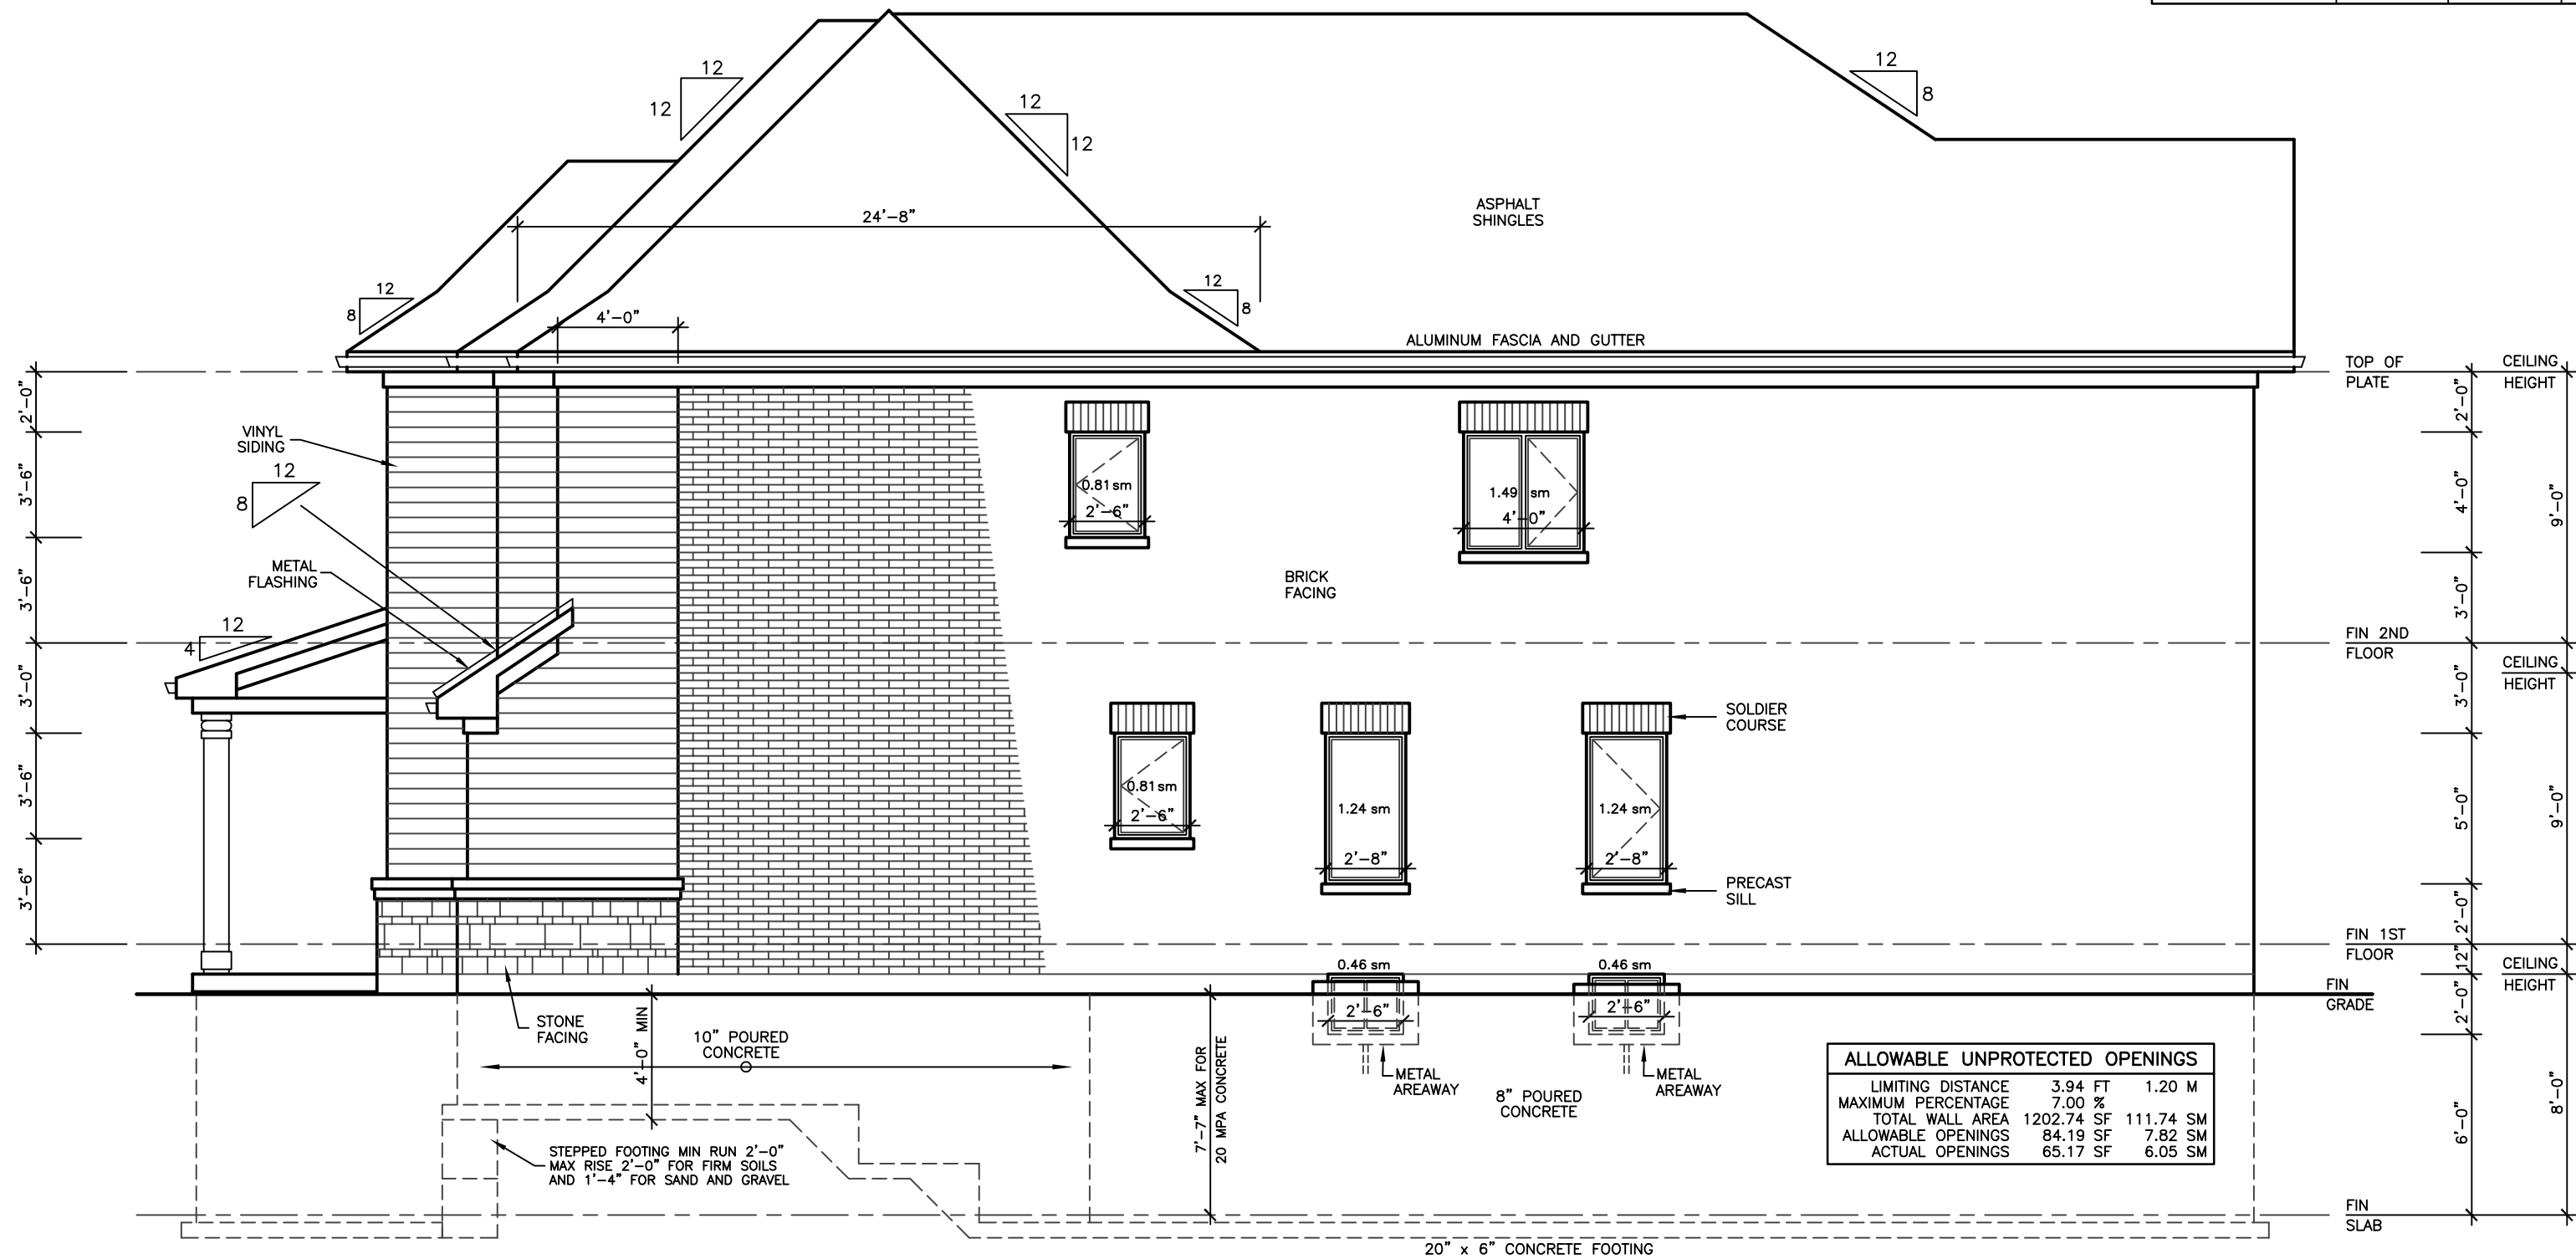 12
12
12
12
12
8
ASPHALT
SHINGLES
24'-8"
12
8
12
8
4'-0"
ALUMINUM FASCIA AND GUTTER
TOP OF
PLATE
CEILING
HEIGHT
2'-0"
3'-6"
3'-6"
3'-0"
3'-6"
3'-6"
VINYL
SIDING
12
8
METAL
FLASHING
12
4
0.81 sm
2'-6"
1.49 sm
4'-0"
BRICK
FACING
2'-0"
4'-0"
3'-0"
9'-0"
FIN 2ND
FLOOR
CEILING
HEIGHT
SOLDIER
COURSE
0.81 sm
2'-6"
1.24 sm
2'-8"
1.24 sm
2'-8"
PRECAST
SILL
3'-0"
5'-0"
2'-0"
9'-0"
FIN 1ST
FLOOR
12"
CEILING
HEIGHT
0.46 sm
0.46 sm
2'-6"
2'-6"
FIN
GRADE
2'-0"
6'-0"
8'-0"
STONE
FACING
4'-0" MIN
10" POURED
CONCRETE
7'-7" MAX FOR
20 MPA CONCRETE
METAL
AREAWAY
METAL
AREAWAY
8" POURED
CONCRETE
STEPPED FOOTING MIN RUN 2'-0"
MAX RISE 2'-0" FOR FIRM SOILS
AND 1'-4" FOR SAND AND GRAVEL
ALLOWABLE UNPROTECTED OPENINGS
LIMITING DISTANCE 3.94 FT 1.20 M
MAXIMUM PERCENTAGE 7.00 %
TOTAL WALL AREA 1202.74 SF 111.74 SM
ALLOWABLE OPENINGS 84.19 SF 7.82 SM
ACTUAL OPENINGS 65.17 SF 6.05 SM
FIN
SLAB
20" x 6" CONCRETE FOOTING